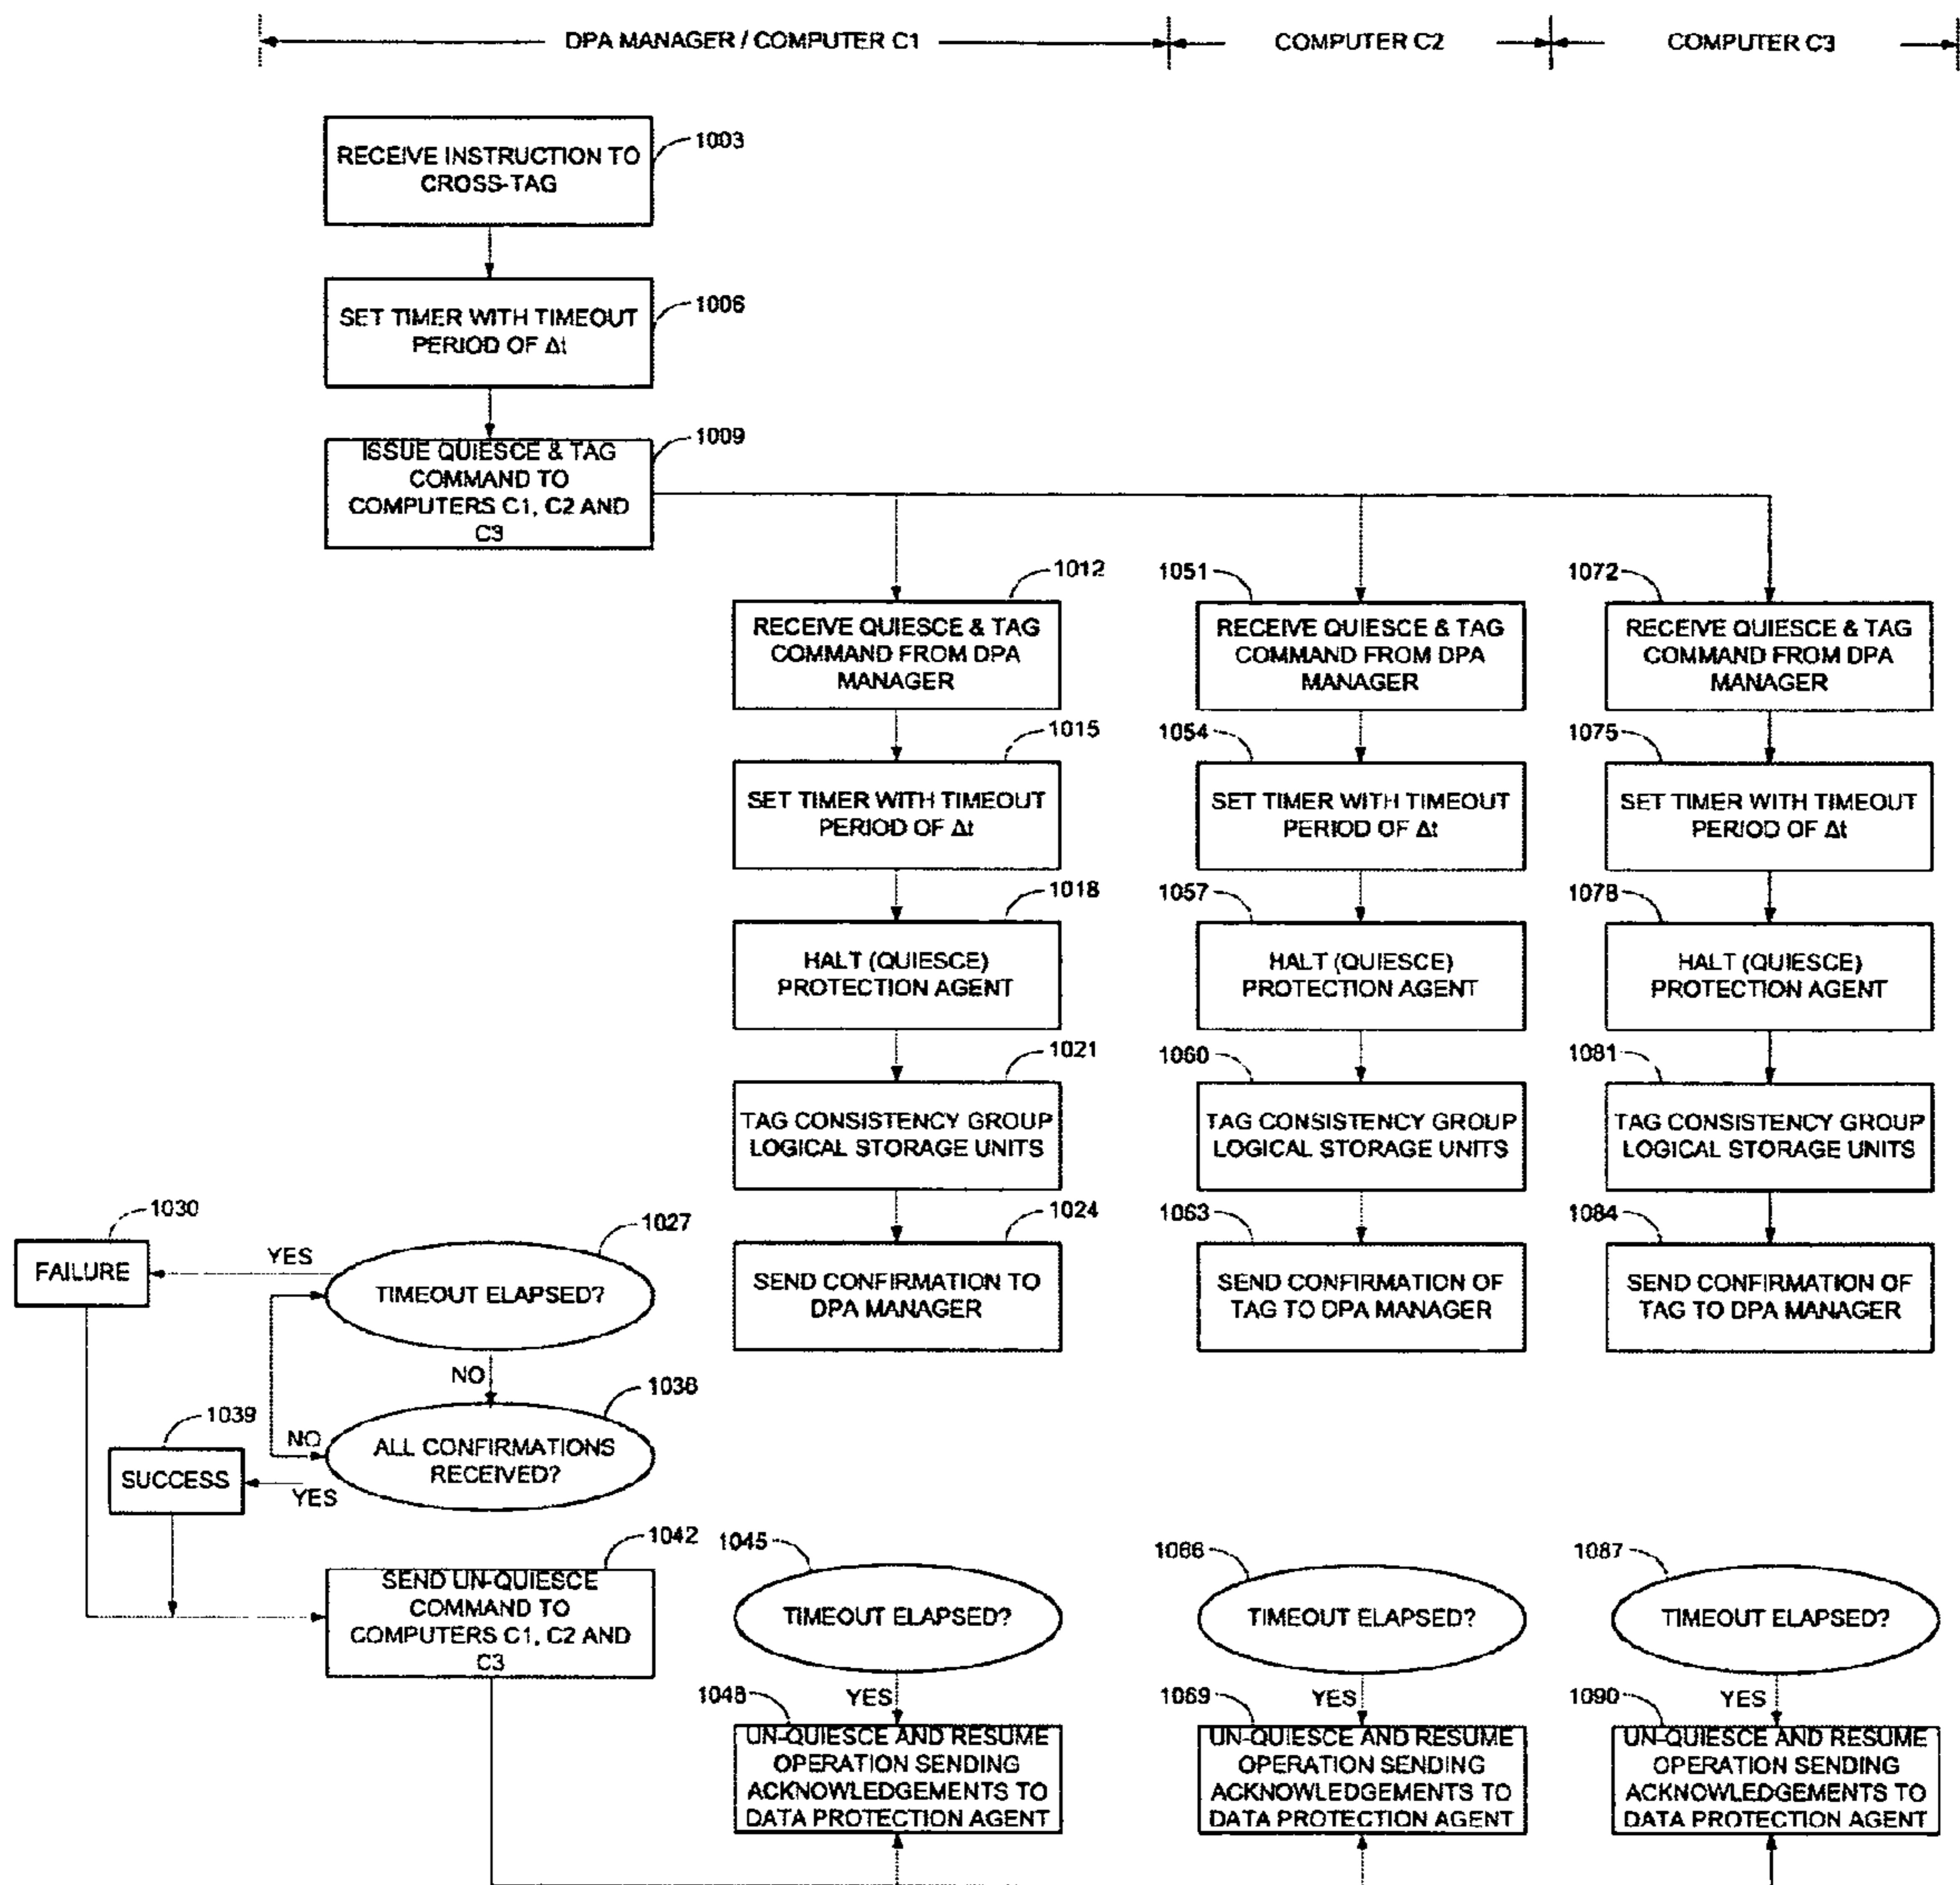 DPA MANAGER / COMPUTER C1
COMPUTER C2
COMPUTER C3
1003
RECEIVE INSTRUCTION TO
CROSS-TAG
1006
SET TIMER WITH TIMEOUT
PERIOD OF Δt
1009
ISSUE QUIESCE & TAG
COMMAND TO
COMPUTERS C1, C2 AND
C3
1012
RECEIVE QUIESCE & TAG
COMMAND FROM DPA
MANAGER
1051
RECEIVE QUIESCE & TAG
COMMAND FROM DPA
MANAGER
1072
RECEIVE QUIESCE & TAG
COMMAND FROM DPA
MANAGER
1015
SET TIMER WITH TIMEOUT
PERIOD OF Δt
1054
SET TIMER WITH TIMEOUT
PERIOD OF Δt
1075
SET TIMER WITH TIMEOUT
PERIOD OF Δt
1018
HALT (QUIESCE)
PROTECTION AGENT
1057
HALT (QUIESCE)
PROTECTION AGENT
1078
HALT (QUIESCE)
PROTECTION AGENT
1021
TAG CONSISTENCY GROUP
LOGICAL STORAGE UNITS
1060
TAG CONSISTENCY GROUP
LOGICAL STORAGE UNITS
1081
TAG CONSISTENCY GROUP
LOGICAL STORAGE UNITS
1030
FAILURE
YES
1027
TIMEOUT ELAPSED?
1024
SEND CONFIRMATION TO
DPA MANAGER
1063
SEND CONFIRMATION OF
TAG TO DPA MANAGER
1084
SEND CONFIRMATION OF
TAG TO DPA MANAGER
NO
1039
SUCCESS
NO
YES
1036
ALL CONFIRMATIONS
RECEIVED?
1042
SEND UN-QUIESCE
COMMAND TO
COMPUTERS C1, C2 AND
C3
1045
TIMEOUT ELAPSED?
1066
TIMEOUT ELAPSED?
1087
TIMEOUT ELAPSED?
1048
YES
UN-QUIESCE AND RESUME
OPERATION SENDING
ACKNOWLEDGEMENTS TO
DATA PROTECTION AGENT
1069
YES
UN-QUIESCE AND RESUME
OPERATION SENDING
ACKNOWLEDGEMENTS TO
DATA PROTECTION AGENT
1090
YES
UN-QUIESCE AND RESUME
OPERATION SENDING
ACKNOWLEDGEMENTS TO
DATA PROTECTION AGENT